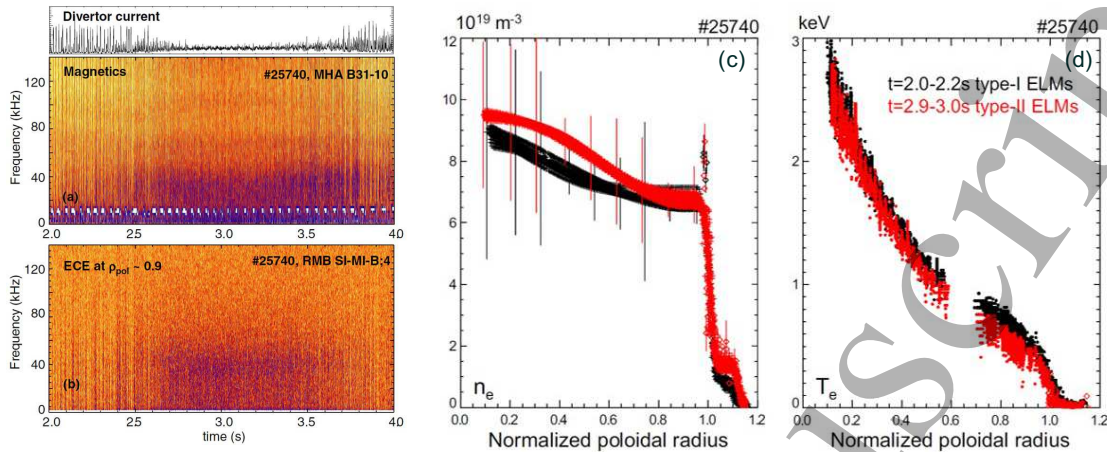 Divertor current
Magnetics
#25740, MHA B31-10
Frequency (kHz)
120
80
40
0
(a)
2.0
2.5
3.0
3.5
4.0
ECE at ρpol ~ 0.9
#25740, RMB SI-MI-B;4
Frequency (kHz)
120
80
40
0
(b)
2.0
2.5
3.0
3.5
4.0
time (s)
10¹⁹ m⁻³
#25740
(c)
12
10
8
6
4
2
0
nₑ
0.0
0.2
0.4
0.6
0.8
1.0
1.2
Normalized poloidal radius
keV
#25740
(d)
t=2.0-2.2s type-I ELMs
t=2.9-3.0s type-II ELMs
3
2
1
0
Tₑ
0.0
0.2
0.4
0.6
0.8
1.0
1.2
Normalized poloidal radius